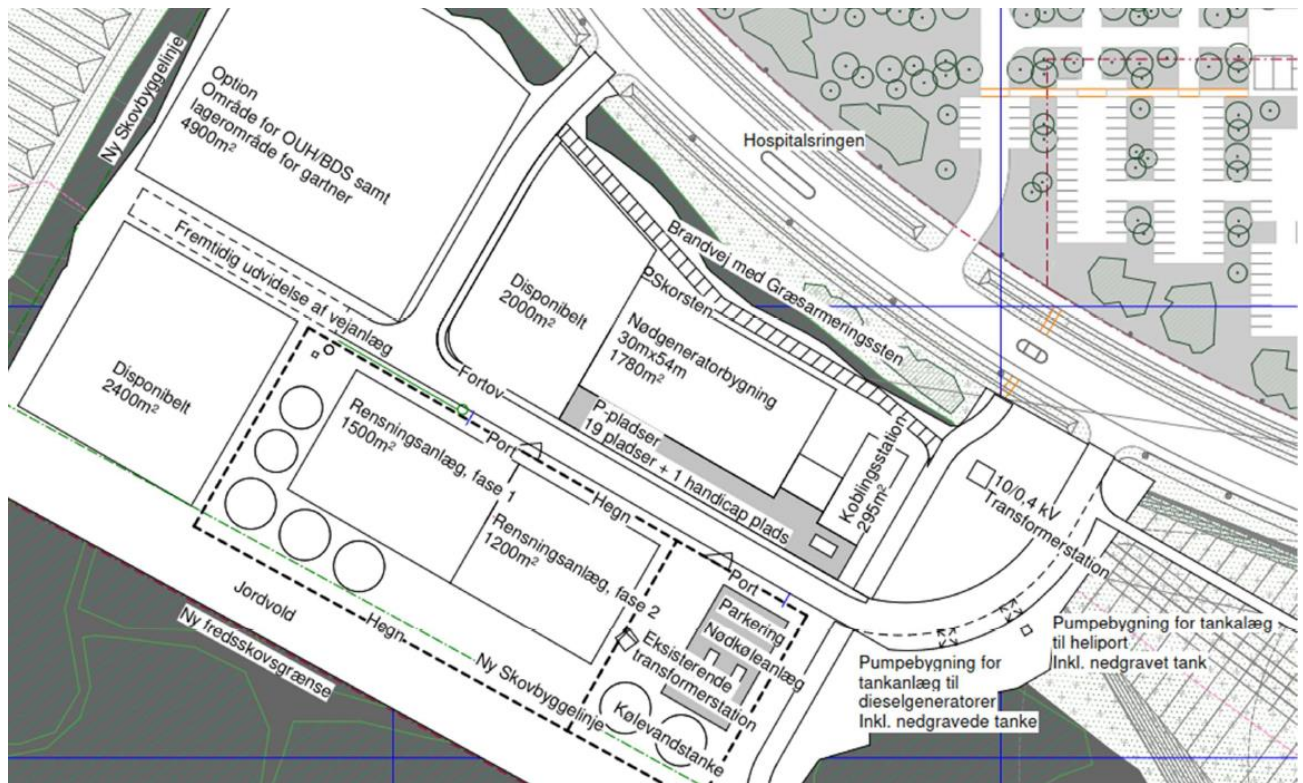 Ny Skovbyggelinje
Option
Område for OUH/BDS samt
lagerområde for gartner
4900m²
Hospitalsringen
Fremtidig udvidelse af vejanlæg
Brandvej med Græsarmeringssten
Skorsten
Disponibelt
2000m²
Nødgeneratorbygning
30mx54m
1780m²
Disponibelt
2400m²
Fortov
P-pladser
19 pladser + 1 handicap plads
Koblingsstation
295m²
Rensningsanlæg, fase 1
1500m²
Port
Hegn
10/0,4 kV
Transformerstation
Rensningsanlæg, fase 2
1200m²
Port
Parkering
Nødkøleanlæg
Eksisterende
transformerstation
Kølevandstanke
Jordvold
Hegn
Ny fredsskovsgrænse
Ny Skovbyggelinje
Pumpebygning for
tankanlæg til
dieselgeneratorer
Inkl. nedgravede tanke
Pumpebygning for tankalæg
til heliport
Inkl. nedgravet tank